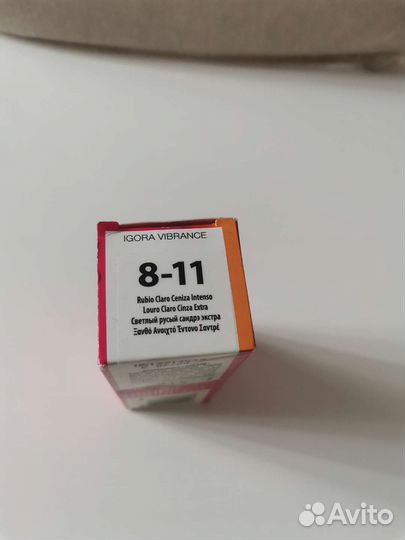 IGORA VIBRANCE
8-11
Rubio Claro Ceniza Intenso
Louro Claro Cinza Extra
Светлый русый сандрэ экстра
Ξανθό Ανοιχτό Έντονο Σαντρέ
Avito